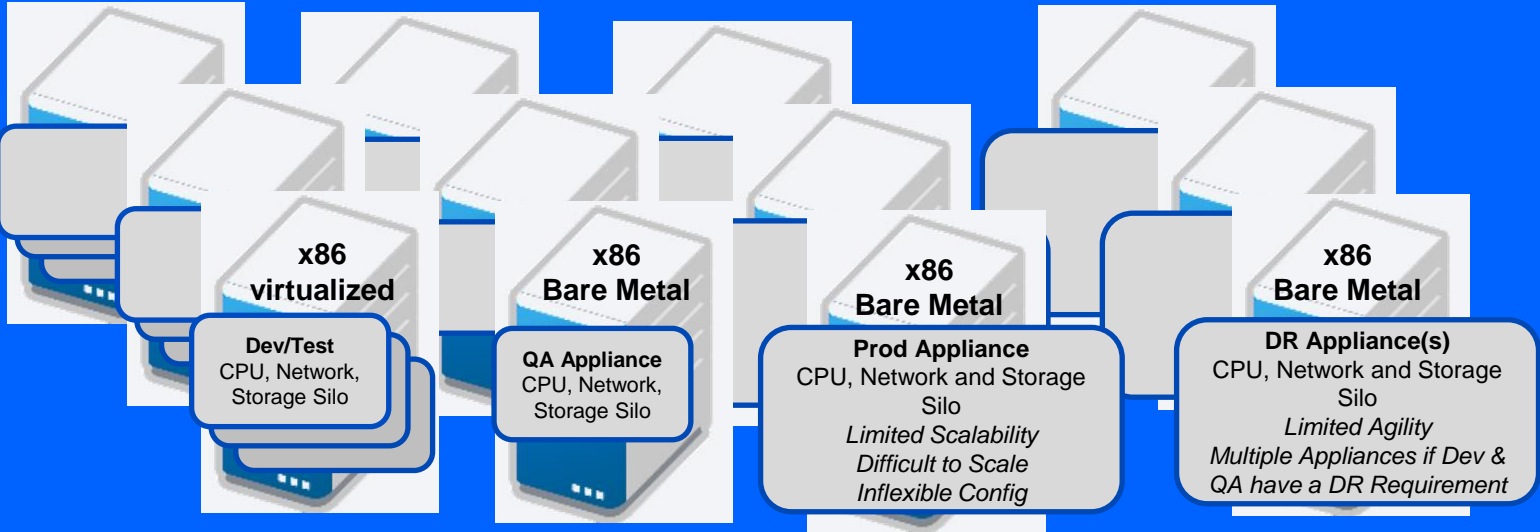 x86
virtualized
Dev/Test
CPU, Network,
Storage Silo
x86
Bare Metal
QA Appliance
CPU, Network,
Storage Silo
x86
Bare Metal
Prod Appliance
CPU, Network and Storage
Silo
Limited Scalability
Difficult to Scale
Inflexible Config
x86
Bare Metal
DR Appliance(s)
CPU, Network and Storage
Silo
Limited Agility
Multiple Appliances if Dev &
QA have a DR Requirement